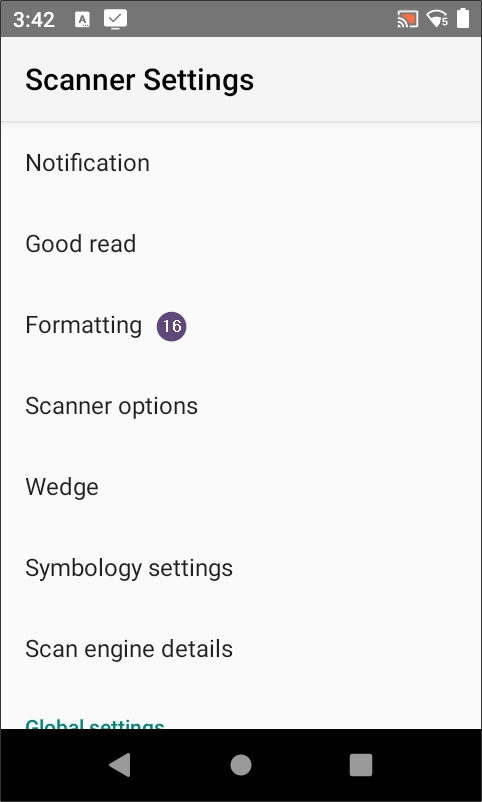 3:42 A 5
Scanner Settings
Notification
Good read
Formatting 16
Scanner options
Wedge
Symbology settings
Scan engine details
Global settings